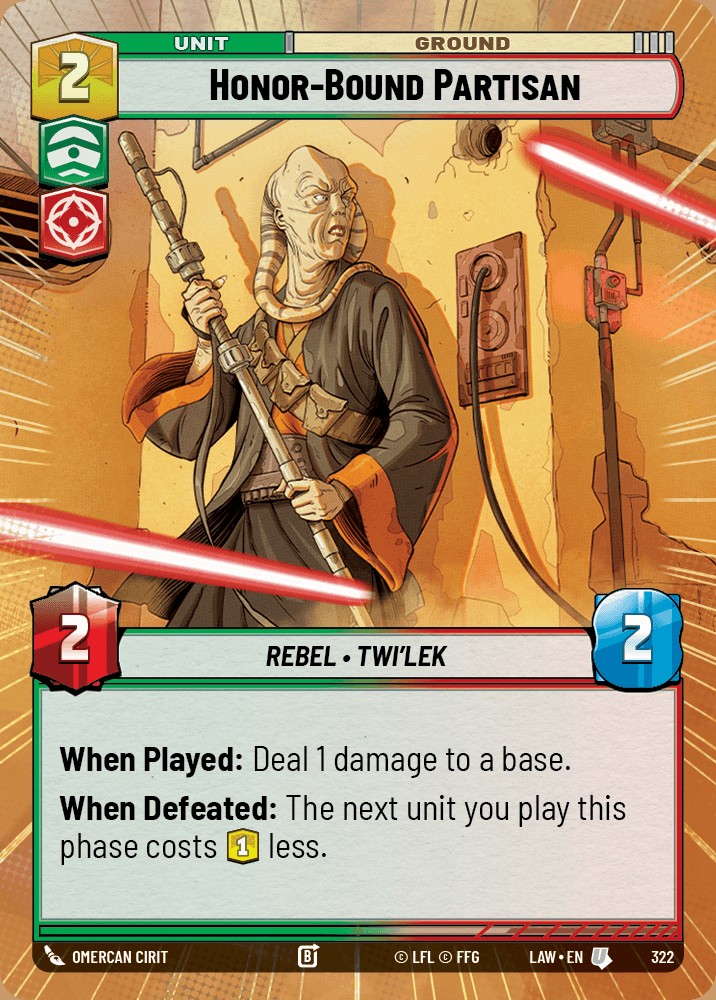 UNIT GROUND
2 HONOR-BOUND PARTISAN
2 REBEL • TWI'LEK 2
When Played: Deal 1 damage to a base.
When Defeated: The next unit you play this
phase costs 1 less.
OMERCAN CIRIT B © LFL © FFG LAW • EN U 322